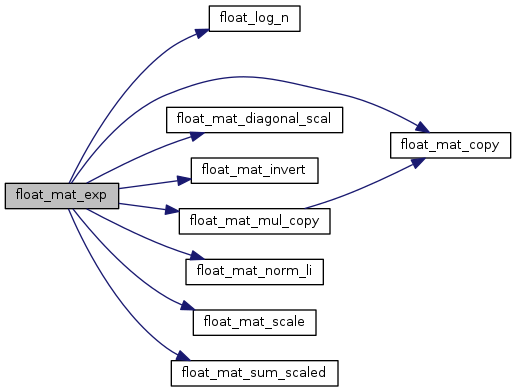 float_log_n
float_mat_diagonal_scal
float_mat_copy
float_mat_invert
float_mat_exp
float_mat_mul_copy
float_mat_norm_li
float_mat_scale
float_mat_sum_scaled